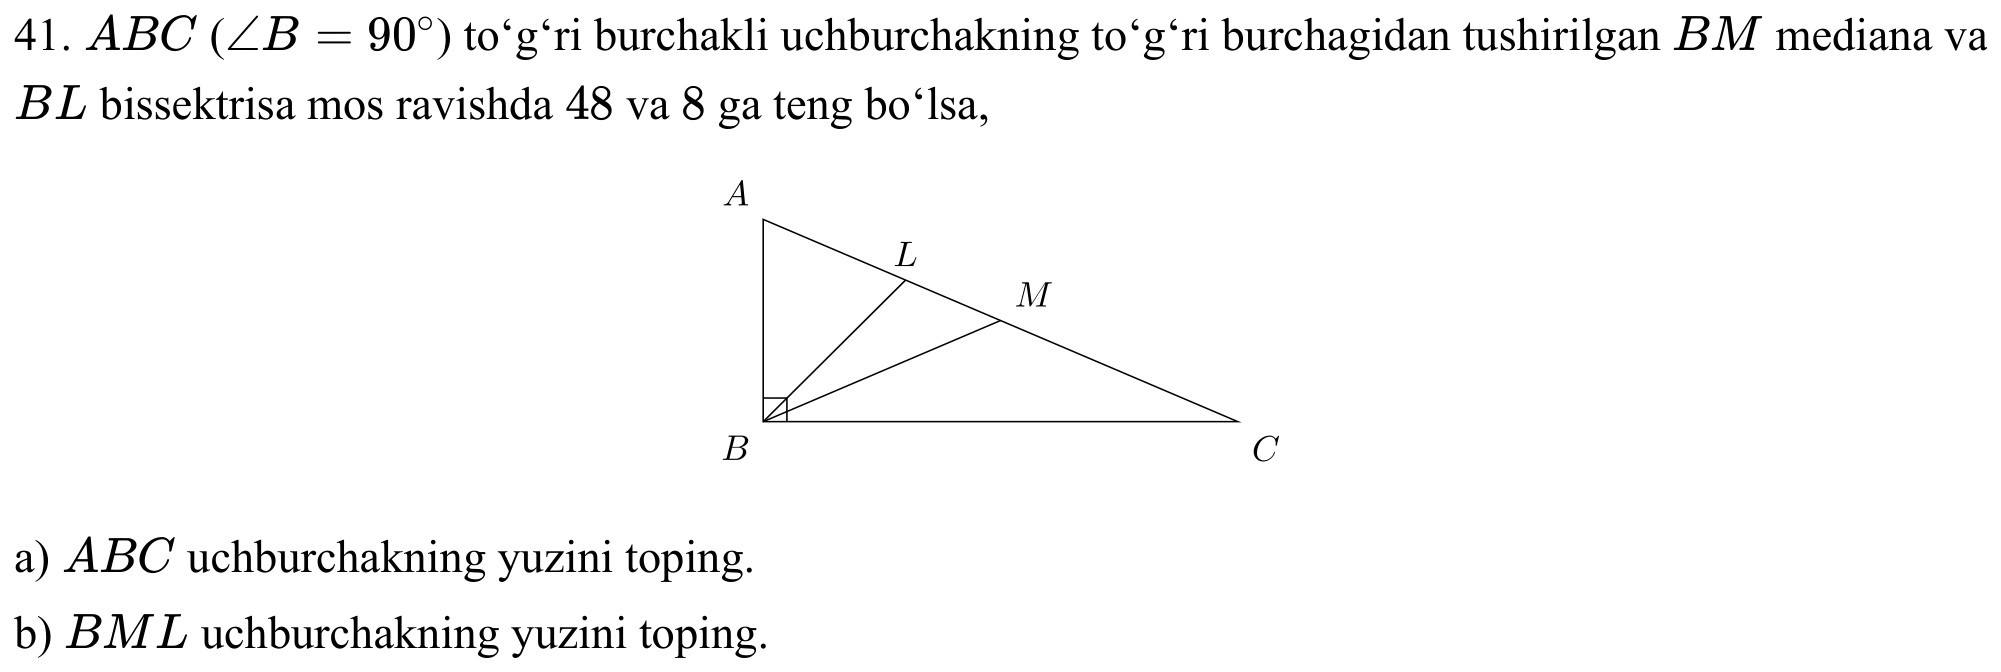 41. ABC (∠B = 90°) to‘g‘ri burchakli uchburchakning to‘g‘ri burchagidan tushirilgan BM mediana va
BL bissektrisa mos ravishda 48 va 8 ga teng bo‘lsa,
A
L
M
B
C
a) ABC uchburchakning yuzini toping.
b) BML uchburchakning yuzini toping.